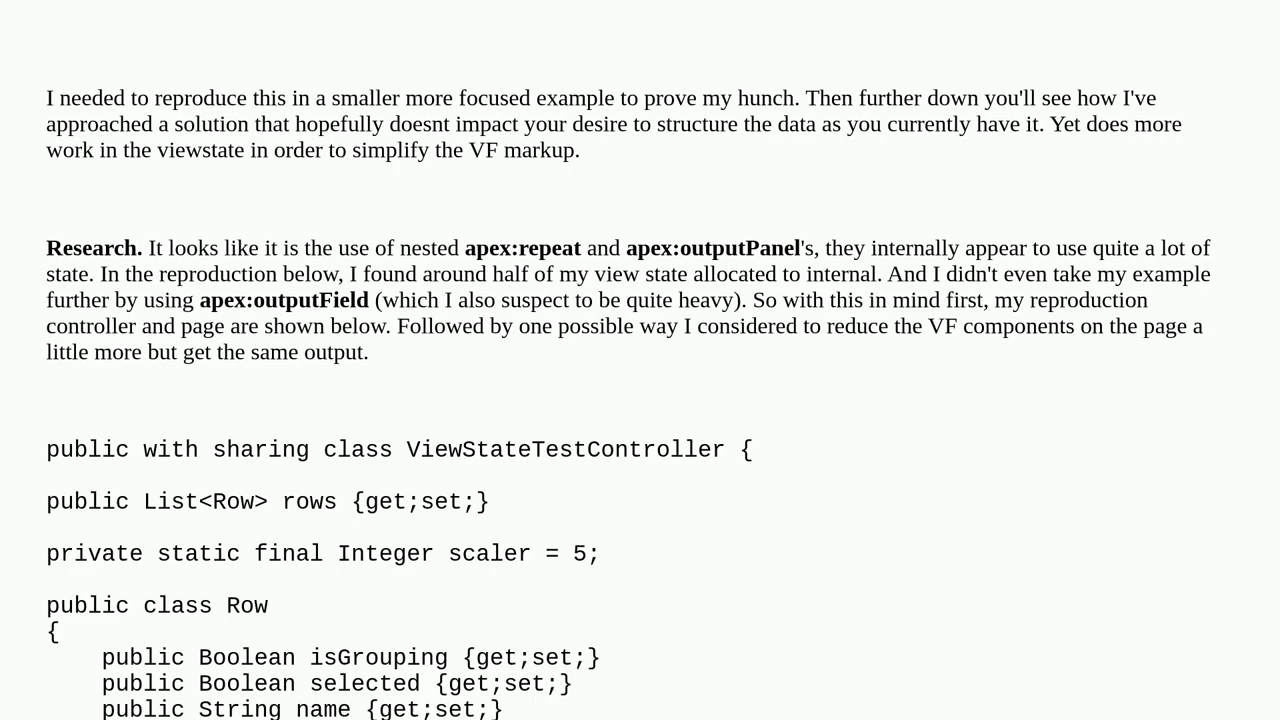 I needed to reproduce this in a smaller more focused example to prove my hunch. Then further down you'll see how I've
approached a solution that hopefully doesnt impact your desire to structure the data as you currently have it. Yet does more
work in the viewstate in order to simplify the VF markup.
Research. It looks like it is the use of nested apex:repeat and apex:outputPanel's, they internally appear to use quite a lot of
state. In the reproduction below, I found around half of my view state allocated to internal. And I didn't even take my example
further by using apex:outputField (which I also suspect to be quite heavy). So with this in mind first, my reproduction
controller and page are shown below. Followed by one possible way I considered to reduce the VF components on the page a
little more but get the same output.
public with sharing class ViewStateTestController {
public List<Row> rows {get;set;}
private static final Integer scaler = 5;
public class Row
{
    public Boolean isGrouping {get;set;}
    public Boolean selected {get;set;}
    public String name {get;set;}